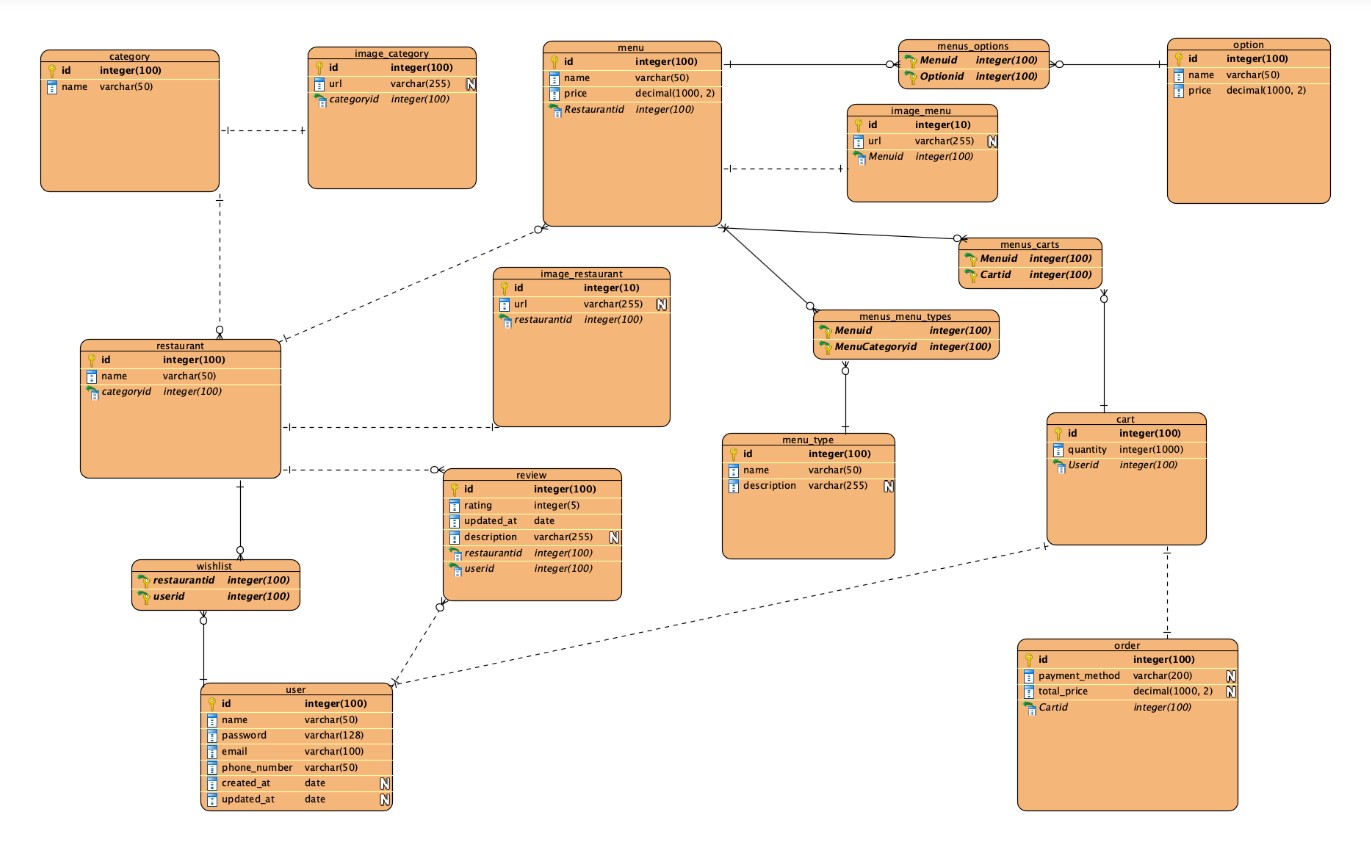 category
id integer(100)
name varchar(50)
image_category
id integer(100)
url varchar(255) N
categoryid integer(100)
menu
id integer(100)
name varchar(50)
price decimal(1000, 2)
Restaurantid integer(100)
menus_options
Menuid integer(100)
Optionid integer(100)
option
id integer(100)
name varchar(50)
price decimal(1000, 2)
image_menu
id integer(10)
url varchar(255) N
Menuid integer(100)
menus_carts
Menuid integer(100)
Cartid integer(100)
image_restaurant
id integer(10)
url varchar(255) N
restaurantid integer(100)
menus_menu_types
Menuid integer(100)
MenuCategoryid integer(100)
restaurant
id integer(100)
name varchar(50)
categoryid integer(100)
cart
id integer(100)
quantity integer(1000)
Userid integer(100)
menu_type
id integer(100)
name varchar(50)
description varchar(255) N
review
id integer(100)
rating integer(5)
updated_at date
description varchar(255) N
restaurantid integer(100)
userid integer(100)
wishlist
restaurantid integer(100)
userid integer(100)
order
id integer(100)
payment_method varchar(200) N
total_price decimal(1000, 2) N
Cartid integer(100)
user
id integer(100)
name varchar(50)
password varchar(128)
email varchar(100)
phone_number varchar(50)
created_at date N
updated_at date N